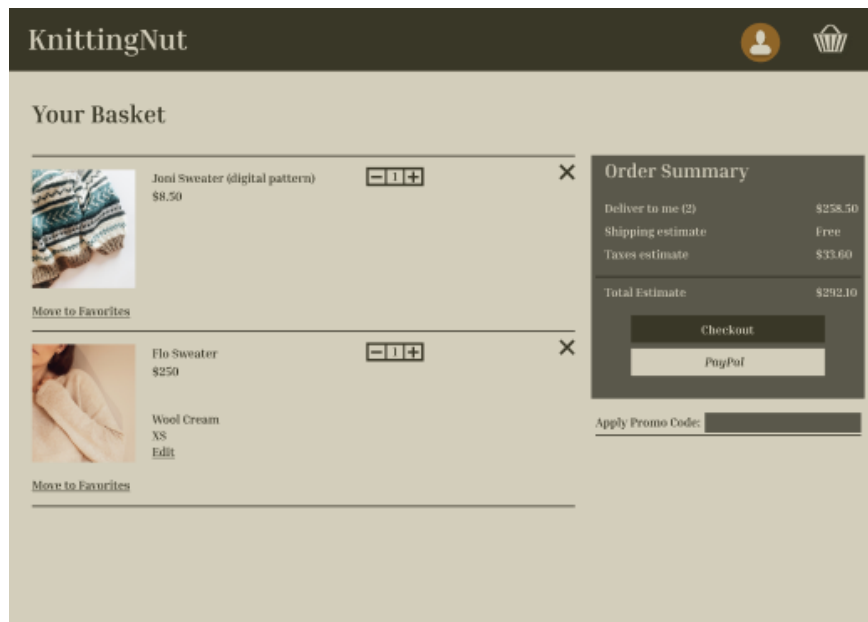 KnittingNut
Your Basket
Joni Sweater (digital pattern)
$8.50
1
Move to Favorites
Flo Sweater
$250
1
Wool Cream
XS
Edit
Move to Favorites
Order Summary
Deliver to me (2) $258.50
Shipping estimate Free
Taxes estimate $33.60
Total Estimate $292.10
Checkout
PayPal
Apply Promo Code: